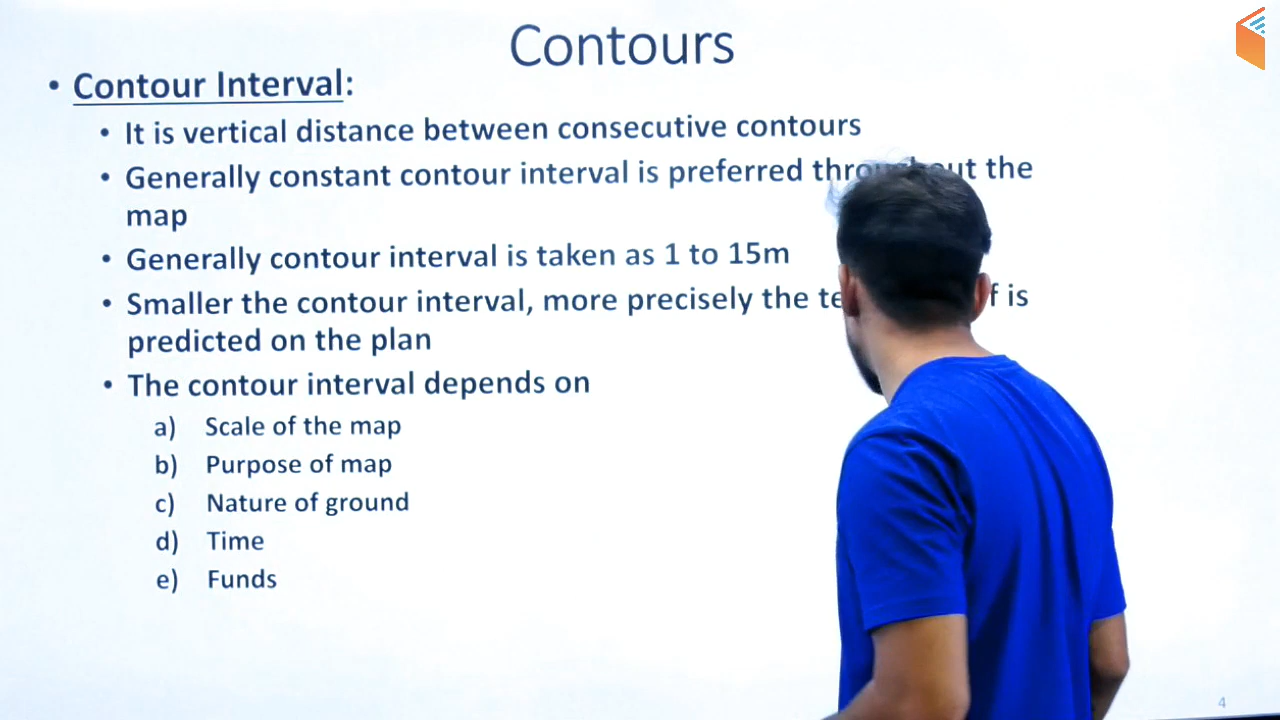 Contours
• Contour Interval:
• It is vertical distance between consecutive contours
• Generally constant contour interval is preferred the
map
• Generally contour interval is taken as 1 to 15m
• Smaller the contour interval, more precisely the is
predicted on the plan
• The contour interval depends on
a) Scale of the map
b) Purpose of map
c) Nature of ground
d) Time
e) Funds
4